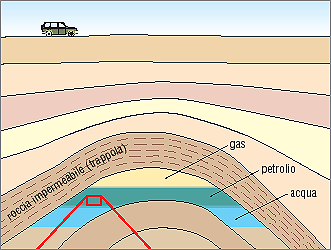 gas
petrolio
roccia impermeabile (trappola)
acqua